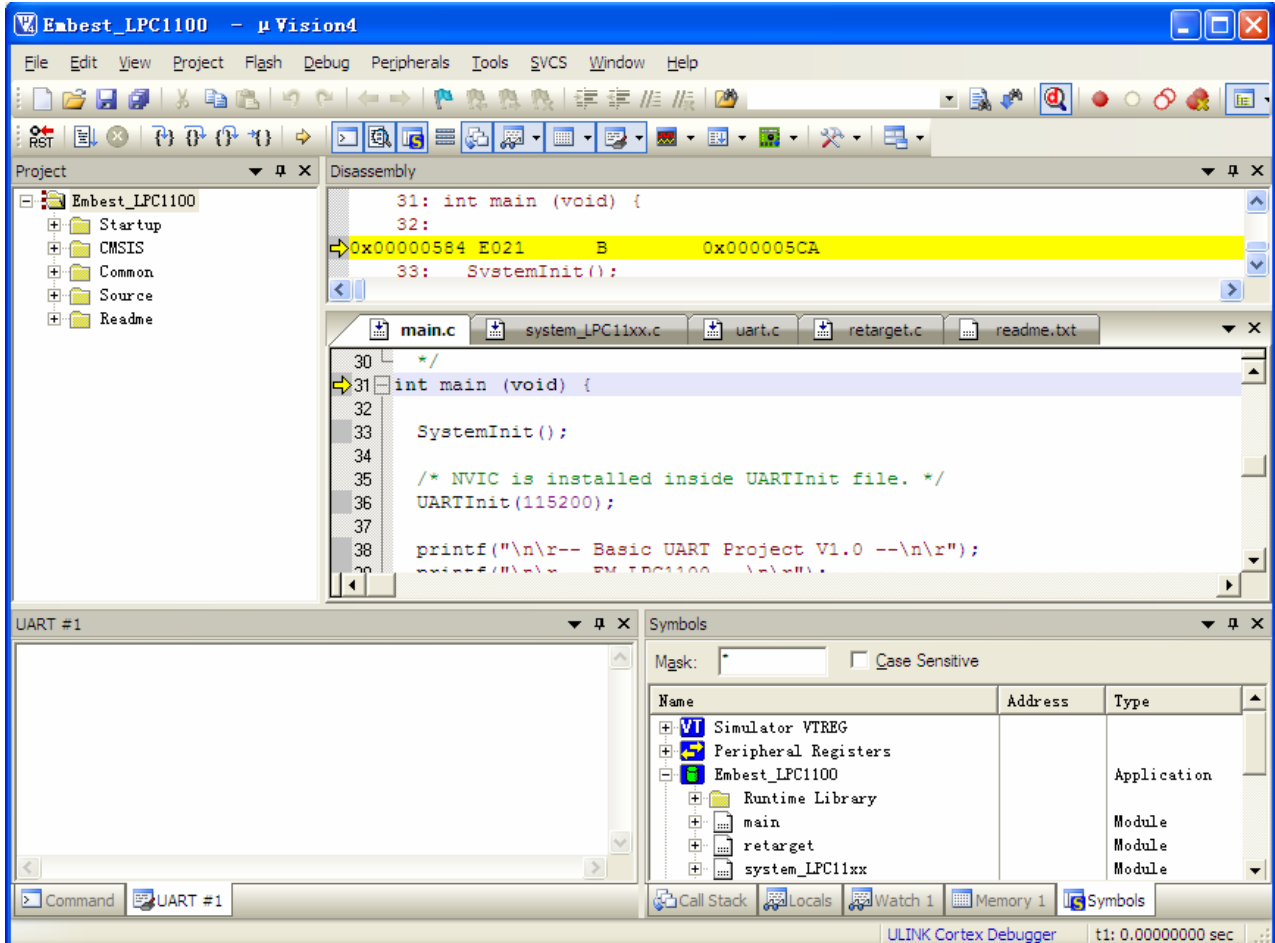 Embest_LPC1100 - µVision4
File Edit View Project Flash Debug Peripherals Tools SVCS Window Help
RST
Project
Embest_LPC1100
Startup
CMSIS
Common
Source
Readme
Disassembly
31: int main (void) {
32:
0x00000584 E021 B 0x000005CA
33: SystemInit();
main.c system_LPC11xx.c uart.c retarget.c readme.txt
30 */
31 int main (void) {
32
33 SystemInit();
34
35 /* NVIC is installed inside UARTInit file. */
36 UARTInit(115200);
37
38 printf("\n\r-- Basic UART Project V1.0 --\n\r");
UART #1
Command UART #1
Symbols
Mask: * Case Sensitive
Name Address Type
VT Simulator VTREG
Peripheral Registers
Embest_LPC1100 Application
Runtime Library
main Module
retarget Module
system_LPC11xx Module
Call Stack Locals Watch 1 Memory 1 Symbols
ULINK Cortex Debugger t1: 0.00000000 sec